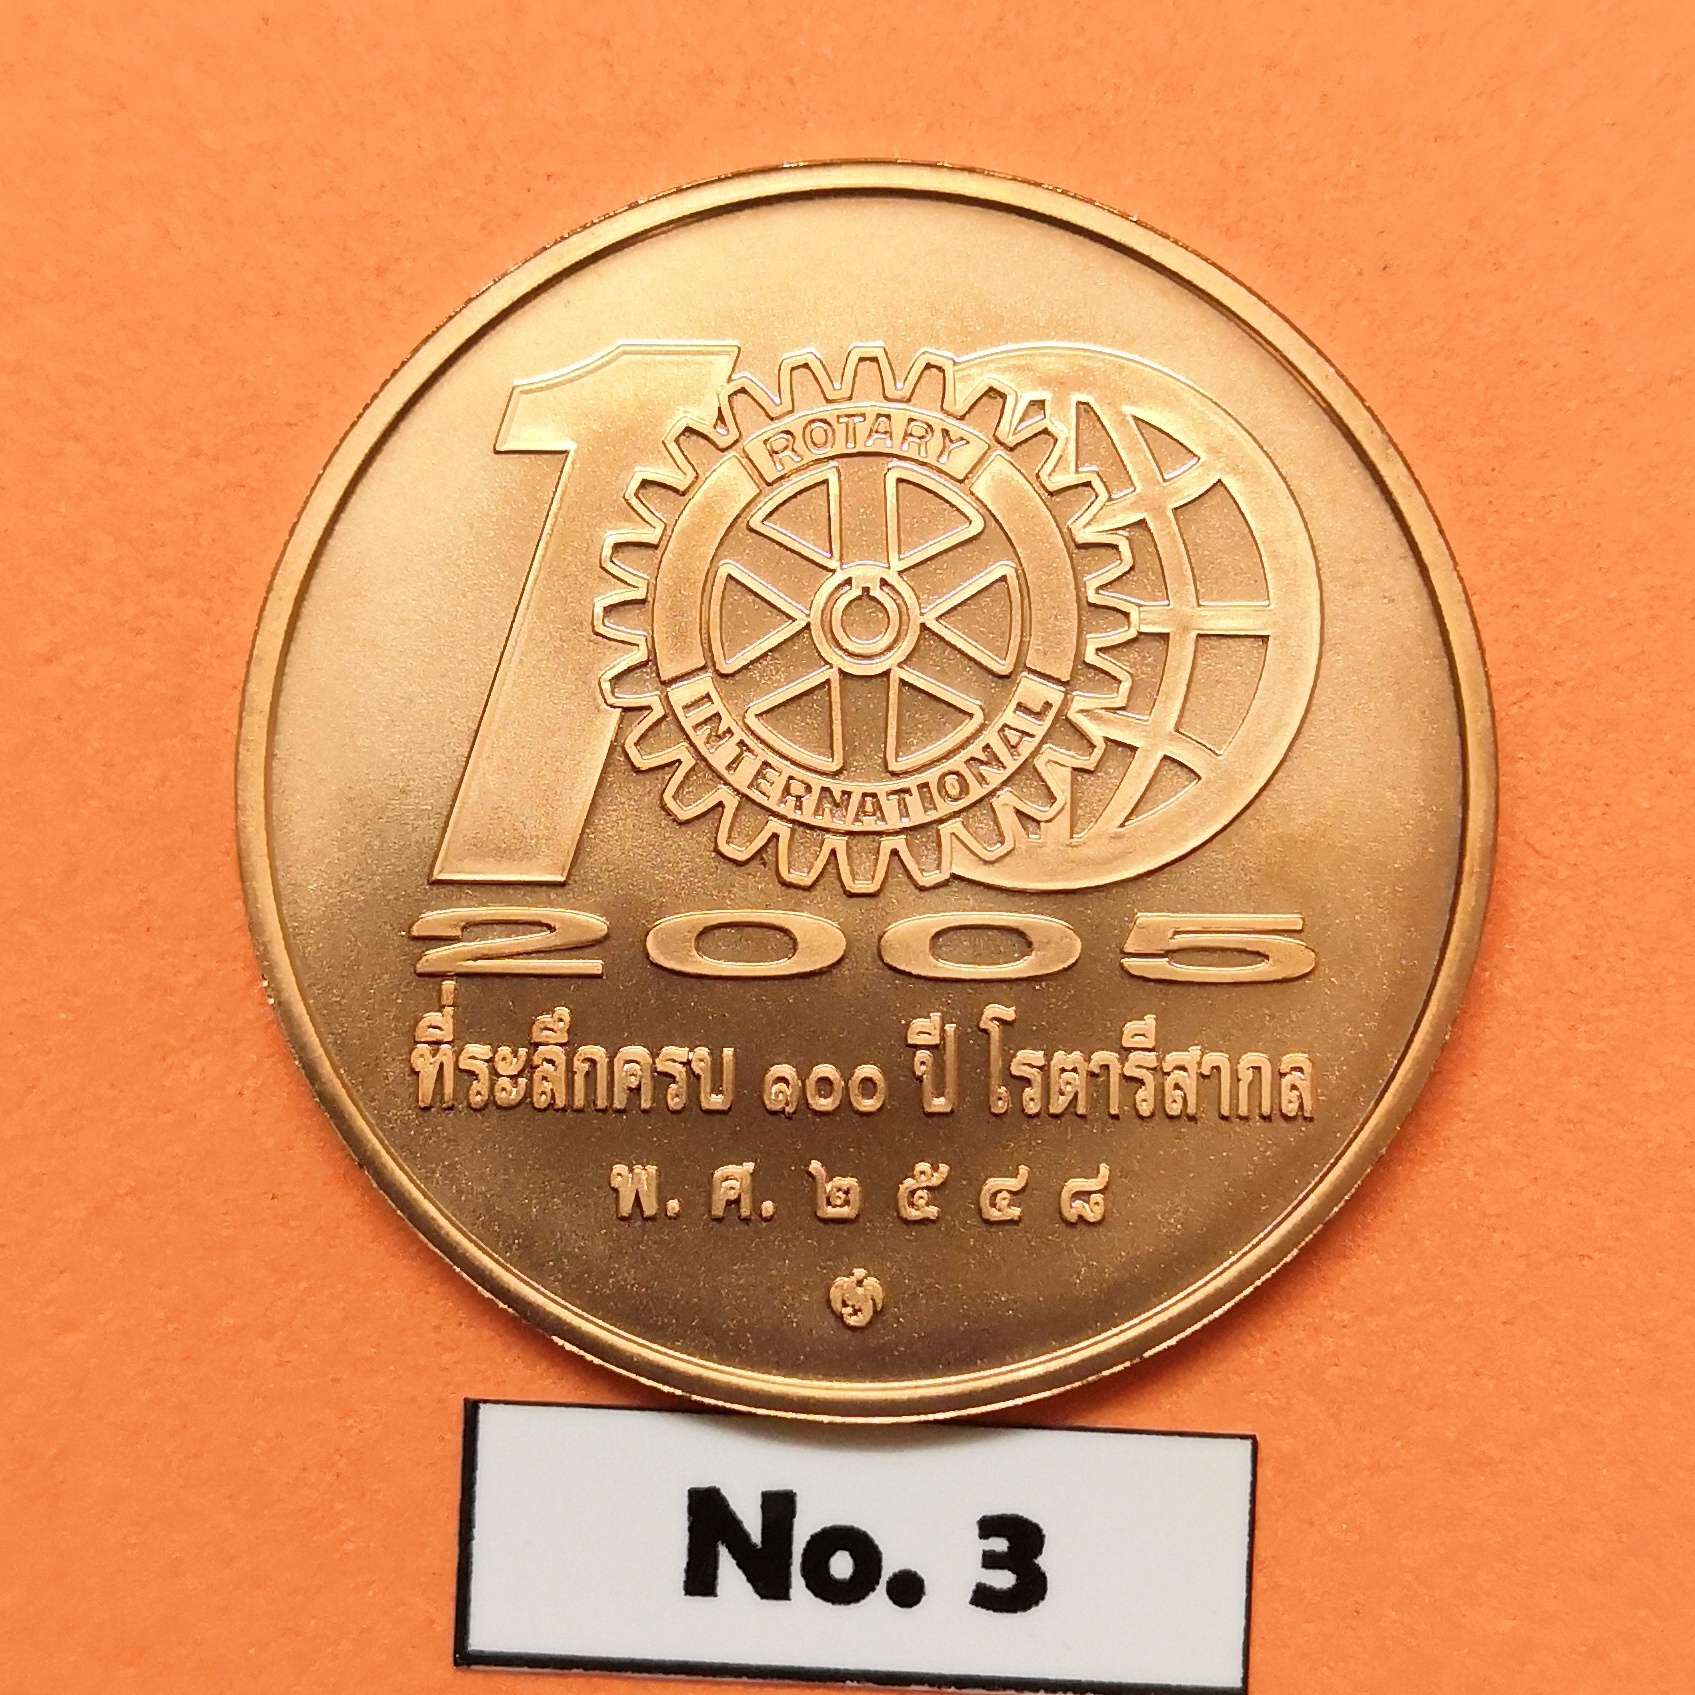 100
ROTARY
INTERNATIONAL
2005
ที่ระลึกครบ ๑๐๐ ปี โรตารีสากล
พ. ศ. ๒ ๕ ๔ ๘
No. 3